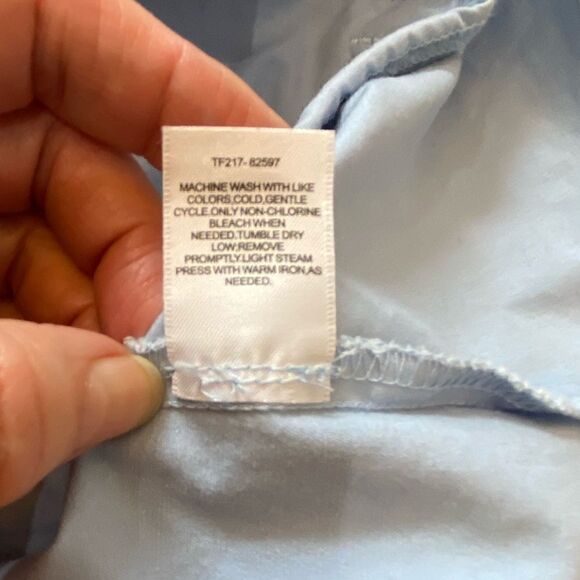 TF217- 82597
MACHINE WASH WITH LIKE
COLORS,COLD,GENTLE
CYCLE.ONLY NON-CHLORINE
BLEACH WHEN
NEEDED.TUMBLE DRY
LOW;REMOVE
PROMPTLY.LIGHT STEAM
PRESS WITH WARM IRON,AS
NEEDED.